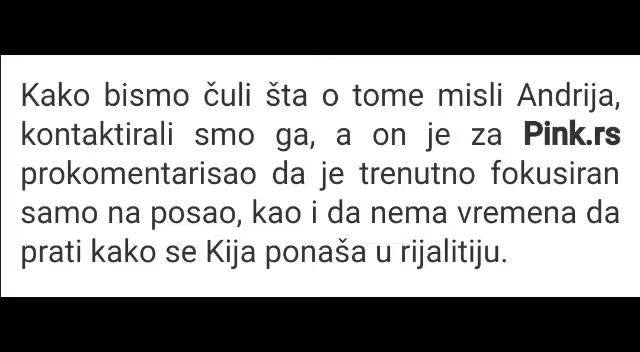 Kako bismo čuli šta o tome misli Andrija,
kontaktirali smo ga, a on je za Pink.rs
prokomentarisao da je trenutno fokusiran
samo na posao, kao i da nema vremena da
prati kako se Kija ponaša u rijalitiju.